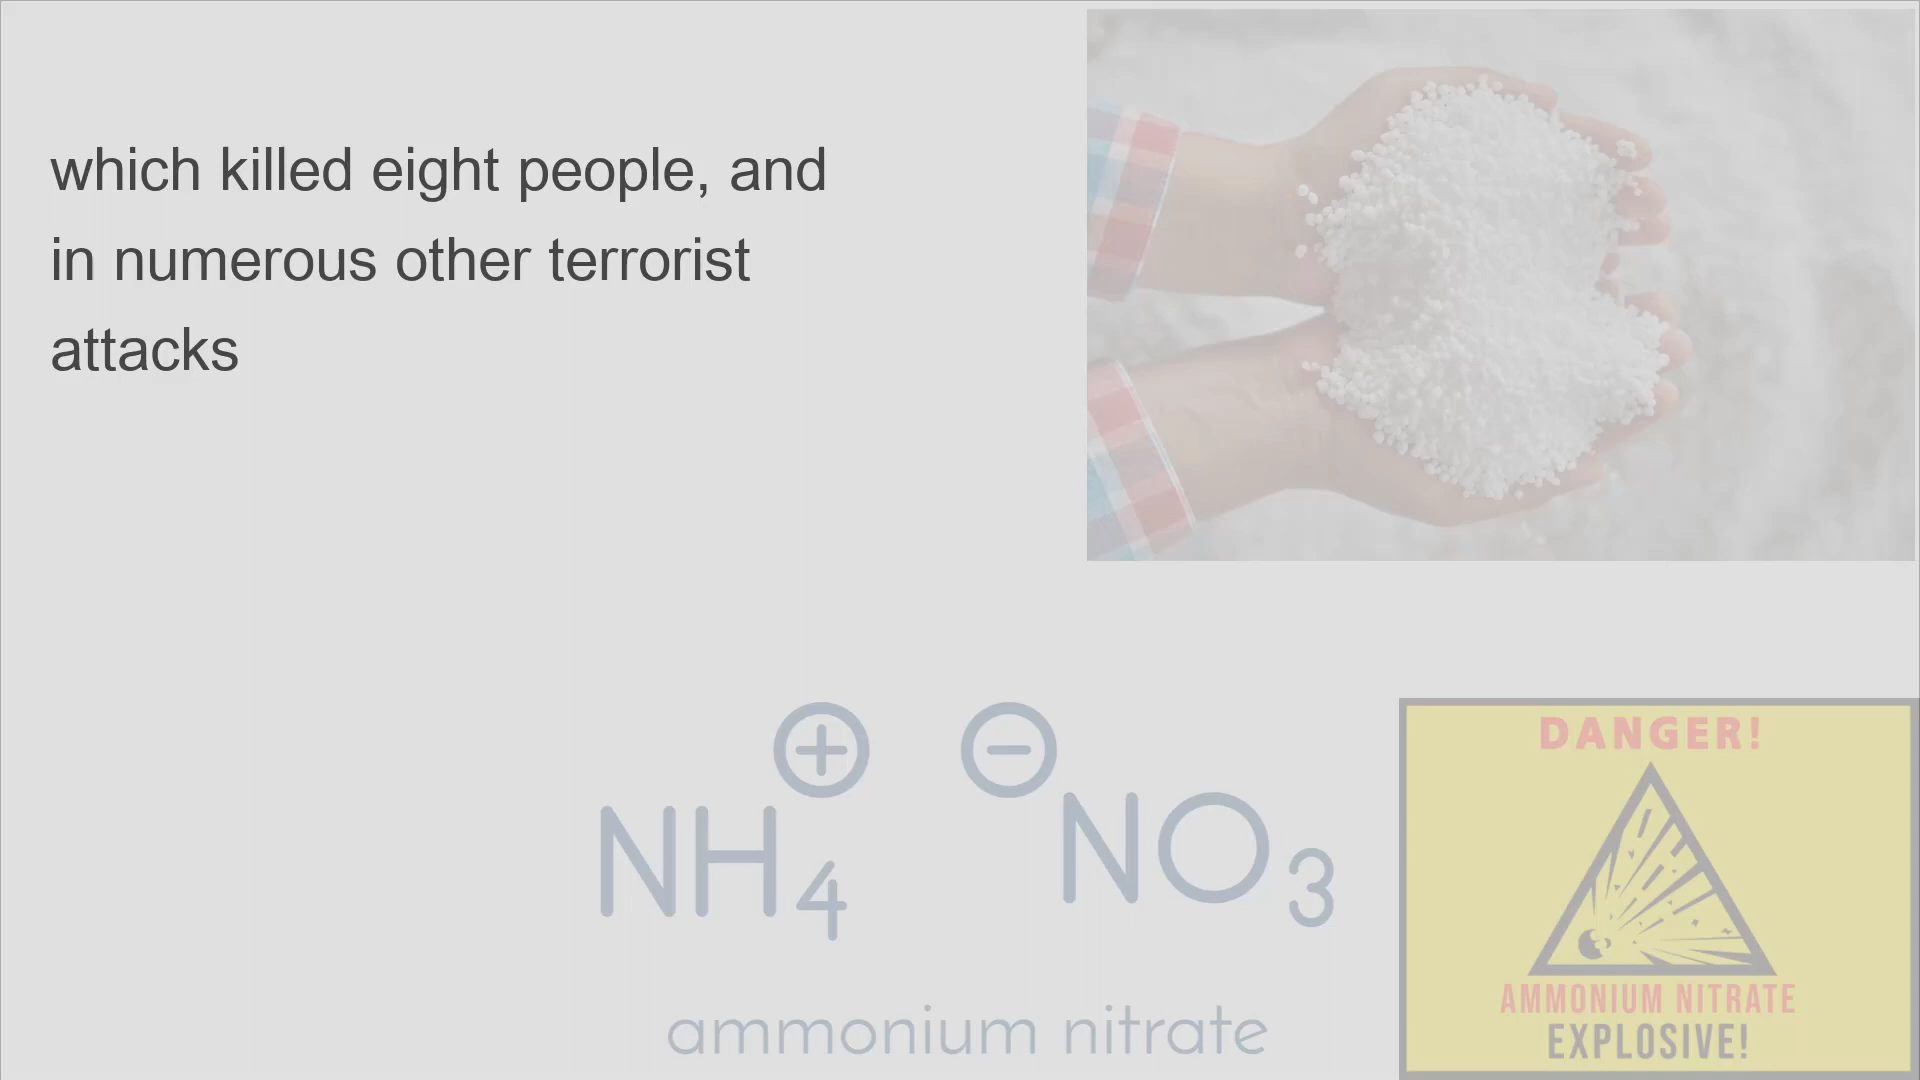 which killed eight people, and
in numerous other terrorist
attacks
NH4+ −NO3
ammonium nitrate
DANGER!
AMMONIUM NITRATE
EXPLOSIVE!